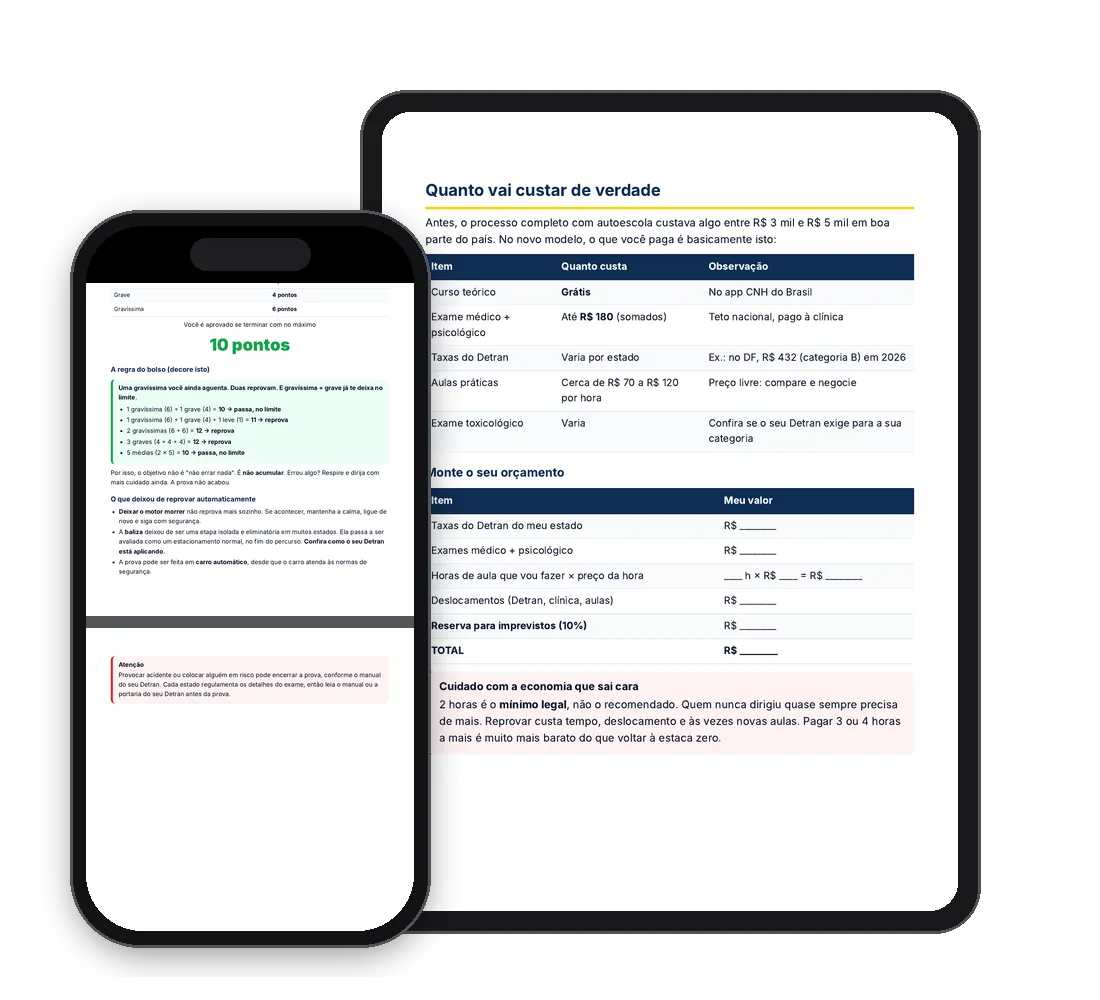 Quanto vai custar de verdade
Antes, o processo completo com autoescola custava algo entre R$ 3 mil e R$ 5 mil em boa
parte do país. No novo modelo, o que você paga é basicamente isto:
Item Quanto custa Observação
Curso teórico Grátis No app CNH do Brasil
Exame médico + Até R$ 180 (somados) Teto nacional, pago à clínica
psicológico
Taxas do Detran Varia por estado Ex.: no DF, R$ 432 (categoria B) em 2026
Aulas práticas Cerca de R$ 70 a R$ 120 Preço livre: compare e negocie
por hora
Exame toxicológico Varia Confira se o seu Detran exige para a sua
categoria
Monte o seu orçamento
Item Meu valor
Taxas do Detran do meu estado R$ ______
Exames médico + psicológico R$ ______
Horas de aula que vou fazer × preço da hora ___ h × R$ ___ = R$ ______
Deslocamentos (Detran, clínica, aulas) R$ ______
Reserva para imprevistos (10%) R$ ______
TOTAL R$ ______
Cuidado com a economia que sai cara
2 horas é o mínimo legal, não o recomendado. Quem nunca dirigiu quase sempre precisa
de mais. Reprovar custa tempo, deslocamento e às vezes novas aulas. Pagar 3 ou 4 horas
a mais é muito mais barato do que voltar à estaca zero.
Grave 4 pontos
Gravíssima 6 pontos
Você é aprovado se terminar com no máximo
10 pontos
A regra do bolso (decore isto)
Uma gravíssima você ainda aguenta. Duas reprovam. E gravíssima + grave já te deixa no
limite.
• 1 gravíssima (6) + 1 grave (4) = 10 → passa, no limite
• 1 gravíssima (6) + 1 grave (4) + 1 leve (1) = 11 → reprova
• 2 gravíssimas (6 + 6) = 12 → reprova
• 3 graves (4 + 4 + 4) = 12 → reprova
• 5 médias (2 × 5) = 10 → passa, no limite
Por isso, o objetivo não é "não errar nada". É não acumular. Errou algo? Respire e dirija com
mais cuidado ainda. A prova não acabou.
O que deixou de reprovar automaticamente
• Deixar o motor morrer não reprova mais sozinho. Se acontecer, mantenha a calma, ligue de
novo e siga com segurança.
• A baliza deixou de ser uma etapa isolada e eliminatória em muitos estados. Ela passa a ser
avaliada como um estacionamento normal, no fim do percurso. Confira como o seu Detran
está aplicando.
• A prova pode ser feita em carro automático, desde que o carro atenda às normas de
segurança.
Atenção
Provocar acidente ou colocar alguém em risco pode encerrar a prova, conforme o manual
do seu Detran. Cada estado regulamenta os detalhes do exame, então leia o manual ou a
portaria do seu Detran antes da prova.